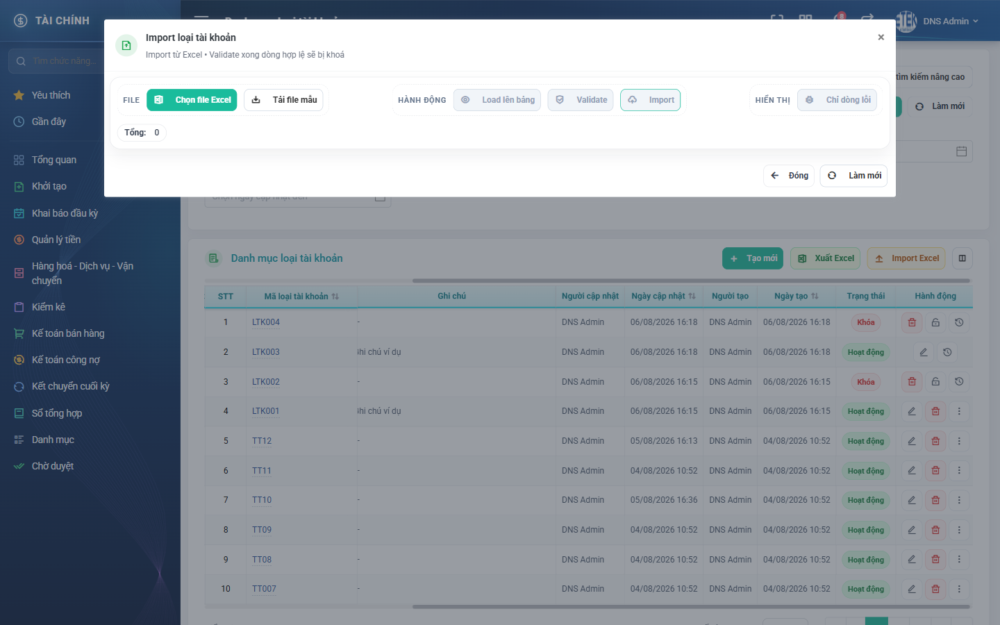 TÀI CHÍNH
8
DNS Admin
Tìm chức năng...
Yêu thích
Gần đây
Tổng quan
Khởi tạo
Khai báo đầu kỳ
Quản lý tiền
Hàng hoá - Dịch vụ - Vận
chuyển
Kiểm kê
Kế toán bán hàng
Kế toán công nợ
Kết chuyển cuối kỳ
Sổ tổng hợp
Danh mục
Chờ duyệt
Import loại tài khoản
×
Import từ Excel • Validate xong dòng hợp lệ sẽ bị khoá
FILE Chọn file Excel Tải file mẫu HÀNH ĐỘNG Load lên bảng Validate Import HIỂN THỊ Chỉ dòng lỗi
Tổng: 0
Đóng Làm mới
tìm kiếm nâng cao
Làm mới
Danh mục loại tài khoản
Tạo mới Xuất Excel Import Excel
STT Mã loại tài khoản Ghi chú Người cập nhật Ngày cập nhật Người tạo Ngày tạo Trạng thái Hành động
1 LTK004 - DNS Admin 06/08/2026 16:18 DNS Admin 06/08/2026 16:18 Khóa
2 LTK003 Ghi chú ví dụ DNS Admin 06/08/2026 16:18 DNS Admin 06/08/2026 16:18 Hoạt động
3 LTK002 - DNS Admin 06/08/2026 16:15 DNS Admin 06/08/2026 16:15 Khóa
4 LTK001 Ghi chú ví dụ DNS Admin 06/08/2026 16:15 DNS Admin 06/08/2026 16:15 Hoạt động
5 TT12 - DNS Admin 05/08/2026 16:13 DNS Admin 04/08/2026 10:52 Hoạt động
6 TT11 - DNS Admin 04/08/2026 10:52 DNS Admin 04/08/2026 10:52 Hoạt động
7 TT10 - DNS Admin 05/08/2026 16:36 DNS Admin 04/08/2026 10:52 Hoạt động
8 TT09 - DNS Admin 04/08/2026 10:52 DNS Admin 04/08/2026 10:52 Hoạt động
9 TT08 - DNS Admin 04/08/2026 10:52 DNS Admin 04/08/2026 10:52 Hoạt động
10 TT007 - DNS Admin 04/08/2026 10:52 DNS Admin 04/08/2026 10:52 Hoạt động